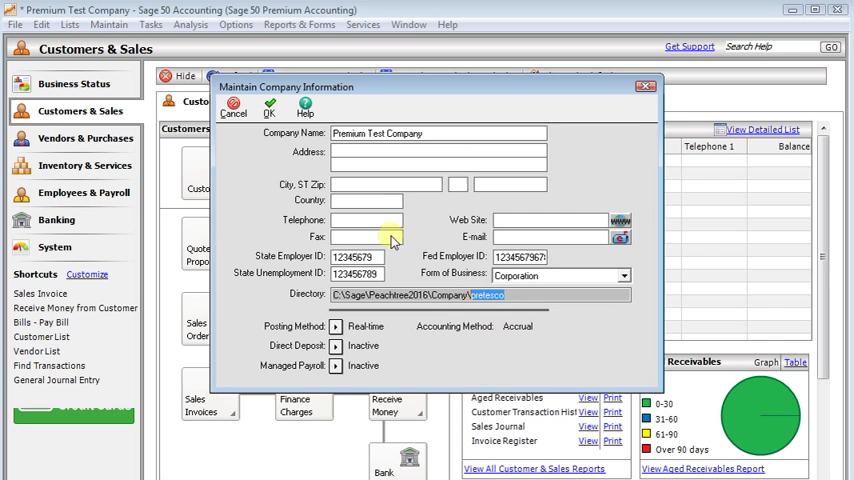 * Premium Test Company - Sage 50 Accounting (Sage 50 Premium Accounting)
File Edit Lists Maintain Tasks Analysis Options Reports & Forms Services Window Help
Customers & Sales
Get Support
Search Help
GO
Hide
Business Status
Customers & Sales
Vendors & Purchases
Inventory & Services
Employees & Payroll
Banking
System
Shortcuts Customize
Sales Invoice
Receive Money from Customer
Bills - Pay Bill
Customer List
Vendor List
Find Transactions
General Journal Entry
Customers
Maintain Company Information
Cancel OK Help
Company Name: Premium Test Company
Address:
City, ST Zip:
Country:
Telephone:
Web Site:
Fax:
E-mail:
State Employer ID: 12345679
Fed Employer ID:
State Unemployment ID: 123456789
Form of Business: Corporation
Directory: C:\Sage\Peachtree2016\Company\pretesco
Posting Method: Real-time
Accounting Method: Accrual
Direct Deposit: Inactive
Managed Payroll: Inactive
View Detailed List
Telephone 1 Balance
Sales
Invoices
Finance
Charges
Receive
Money
Bank
Aged Receivables View Print
Customer Transaction Hist View Print
Sales Journal View Print
Invoice Register View Print
View All Customer & Sales Reports
Receivables Graph Table
0-30
31-60
61-90
Over 90 days
View Aged Receivables Report